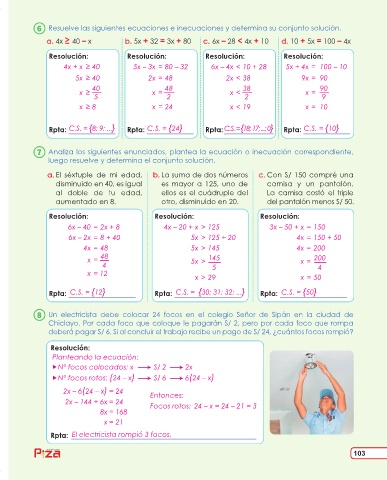 6 Resuelve las siguientes ecuaciones e inecuaciones y determina su conjunto solución.
a. 4x ≥ 40 – x b. 5x + 32 = 3x + 80 c. 6x – 28 < 4x + 10 d. 10 + 5x = 100 – 4x
Resolución: Resolución: Resolución: Resolución:
4x + x ≥ 40 5x – 3x = 80 – 32 6x – 4x < 10 + 28 5x + 4x = 100 – 10
5x ≥ 40 2x = 48 2x < 38 9x = 90
x ≥ 40/5 x = 48/2 x < 38/2 x = 90/9
x ≥ 8 x = 24 x < 19 x = 10
Rpta: C.S. = {8; 9; ...} Rpta: C.S. = {24} Rpta: C.S.={18; 17; ...; 0} Rpta: C.S. = {10}
7 Analiza los siguientes enunciados, plantea la ecuación o inecuación correspondiente,
luego resuelve y determina el conjunto solución.
a. El séxtuple de mi edad, b. La suma de dos números c. Con S/ 150 compré una
disminuido en 40, es igual es mayor a 125, uno de camisa y un pantalón.
al doble de tu edad, ellos es el cuádruple del La camisa costó el triple
aumentado en 8. otro, disminuido en 20. del pantalón menos S/ 50.
Resolución: Resolución: Resolución:
6x – 40 = 2x + 8 4x – 20 + x > 125 3x – 50 + x = 150
6x – 2x = 8 + 40 5x > 125 + 20 4x = 150 + 50
4x = 48 5x > 145 4x = 200
x = 48/4 5x > 145/5 x = 200/4
x = 12 x > 29 x = 50
Rpta: C.S. = {12} Rpta: C.S. = {30; 31; 32; ...} Rpta: C.S. = {50}
8 Un electricista debe colocar 24 focos en el colegio Señor de Sipán en la ciudad de
Chiclayo. Por cada foco que coloque le pagarán S/ 2, pero por cada foco que rompa
deberá pagar S/ 6. Si al concluir el trabajo recibe un pago de S/ 24, ¿cuántos focos rompió?
Resolución:
Planteando la ecuación:
Nº focos colocados: x → S/ 2 → 2x
Nº focos rotos: (24 – x) → S/ 6 → 6(24 – x)
2x – 6(24 – x) = 24
2x – 144 + 6x = 24
8x = 168
x = 21
Entonces:
Focos rotos: 24 – x = 24 – 21 = 3
Rpta: El electricista rompió 3 focos.
Pizá 103